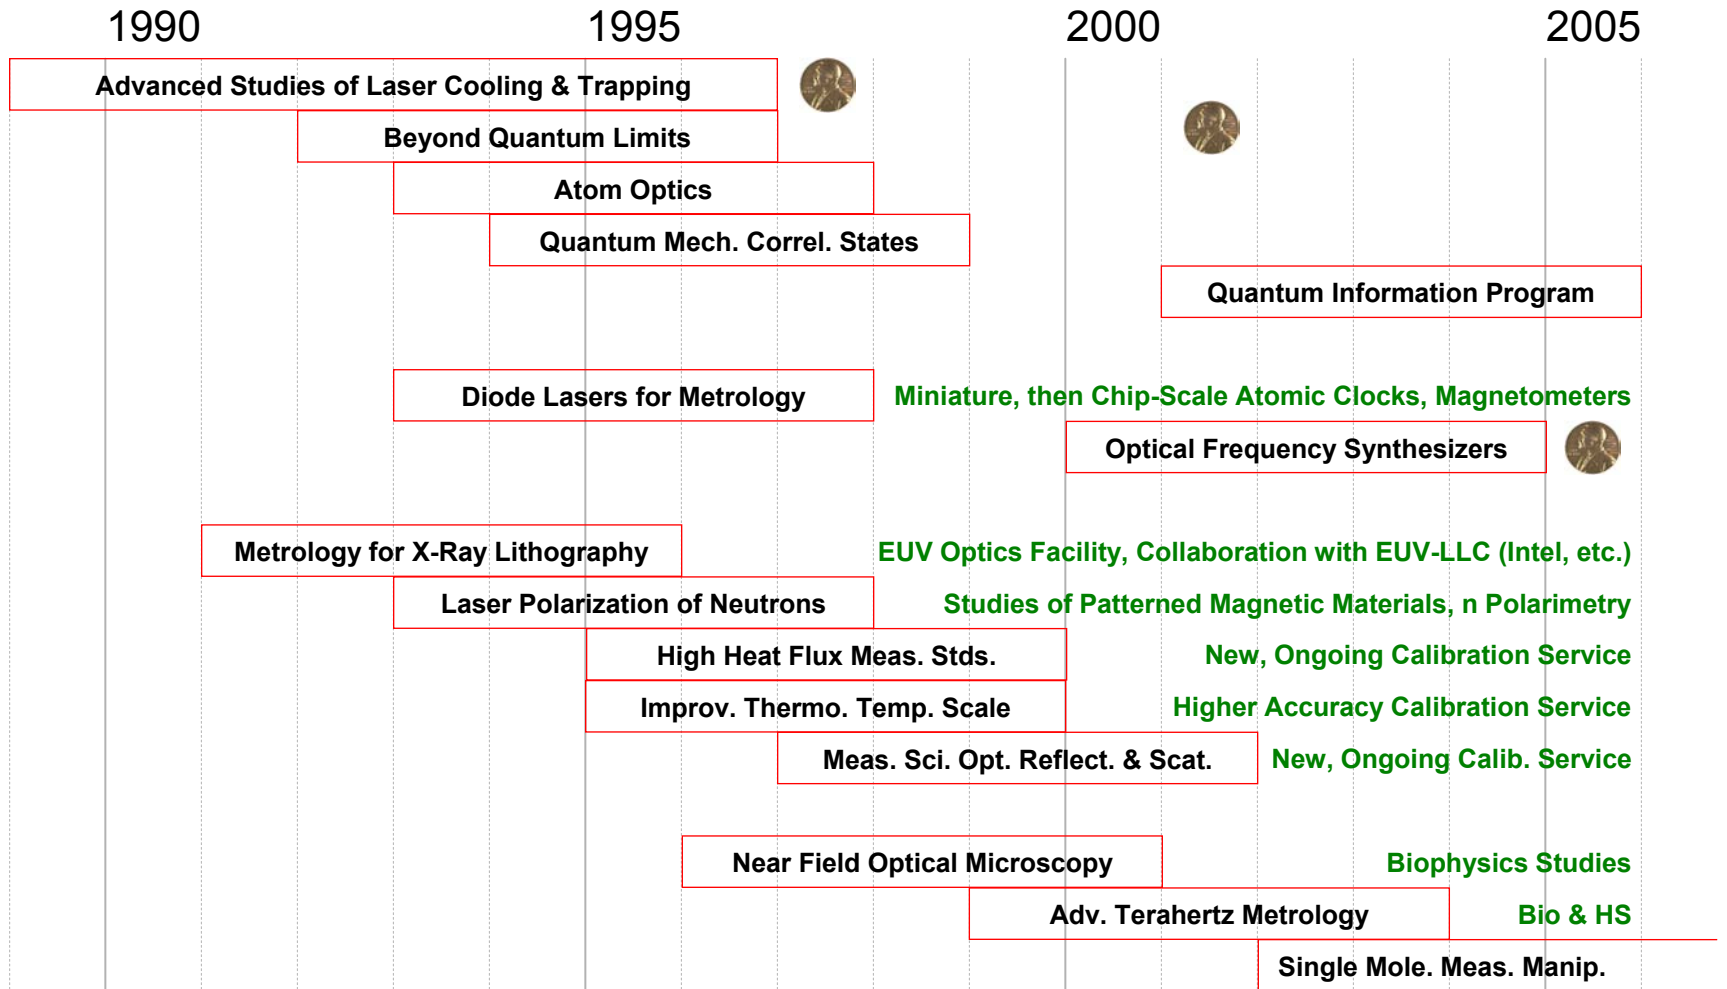 1990 1995 2000 2005
Advanced Studies of Laser Cooling & Trapping
Beyond Quantum Limits
Atom Optics
Quantum Mech. Correl. States
Quantum Information Program
Diode Lasers for Metrology Miniature, then Chip-Scale Atomic Clocks, Magnetometers
Optical Frequency Synthesizers
Metrology for X-Ray Lithography EUV Optics Facility, Collaboration with EUV-LLC (Intel, etc.)
Laser Polarization of Neutrons Studies of Patterned Magnetic Materials, n Polarimetry
High Heat Flux Meas. Stds. New, Ongoing Calibration Service
Improv. Thermo. Temp. Scale Higher Accuracy Calibration Service
Meas. Sci. Opt. Reflect. & Scat. New, Ongoing Calib. Service
Near Field Optical Microscopy Biophysics Studies
Adv. Terahertz Metrology Bio & HS
Single Mole. Meas. Manip.